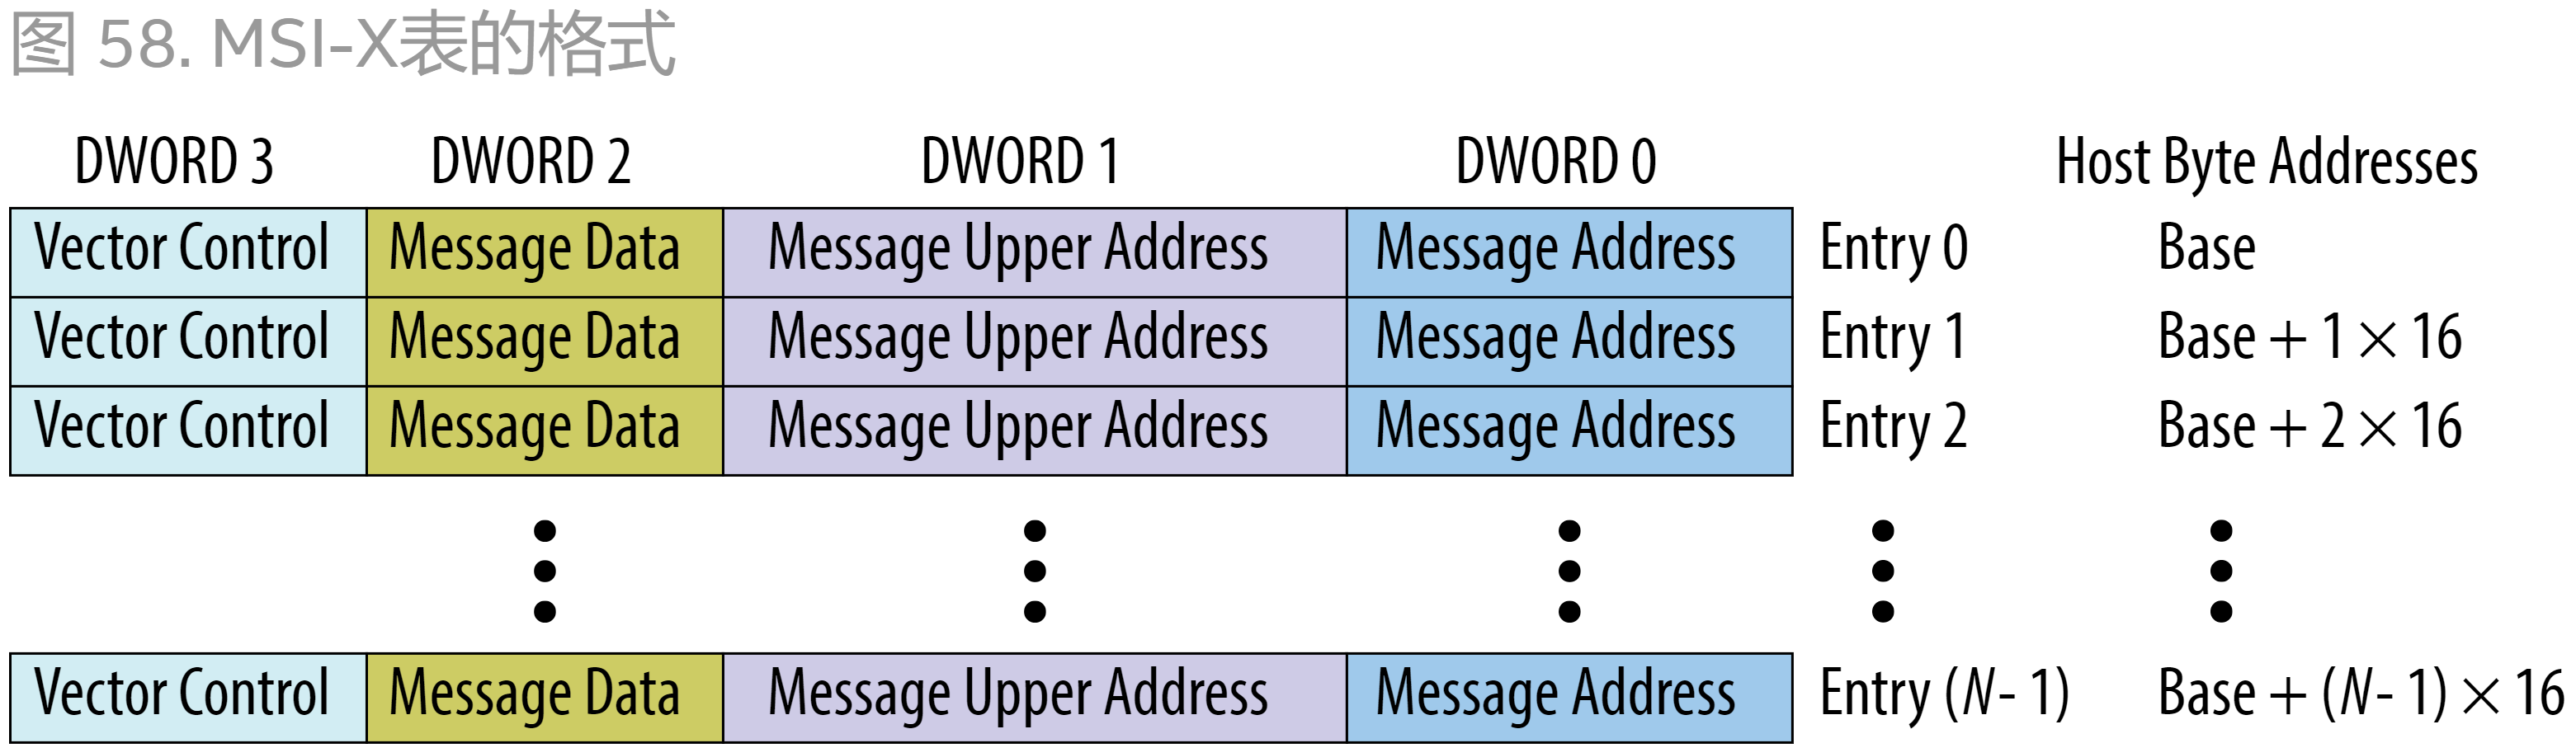 图 58. MSI-X表的格式
DWORD 3 DWORD 2 DWORD 1 DWORD 0 Host Byte Addresses
Vector Control Message Data Message Upper Address Message Address Entry 0 Base
Vector Control Message Data Message Upper Address Message Address Entry 1 Base + 1 × 16
Vector Control Message Data Message Upper Address Message Address Entry 2 Base + 2 × 16
Vector Control Message Data Message Upper Address Message Address Entry (N- 1) Base + (N- 1) × 16